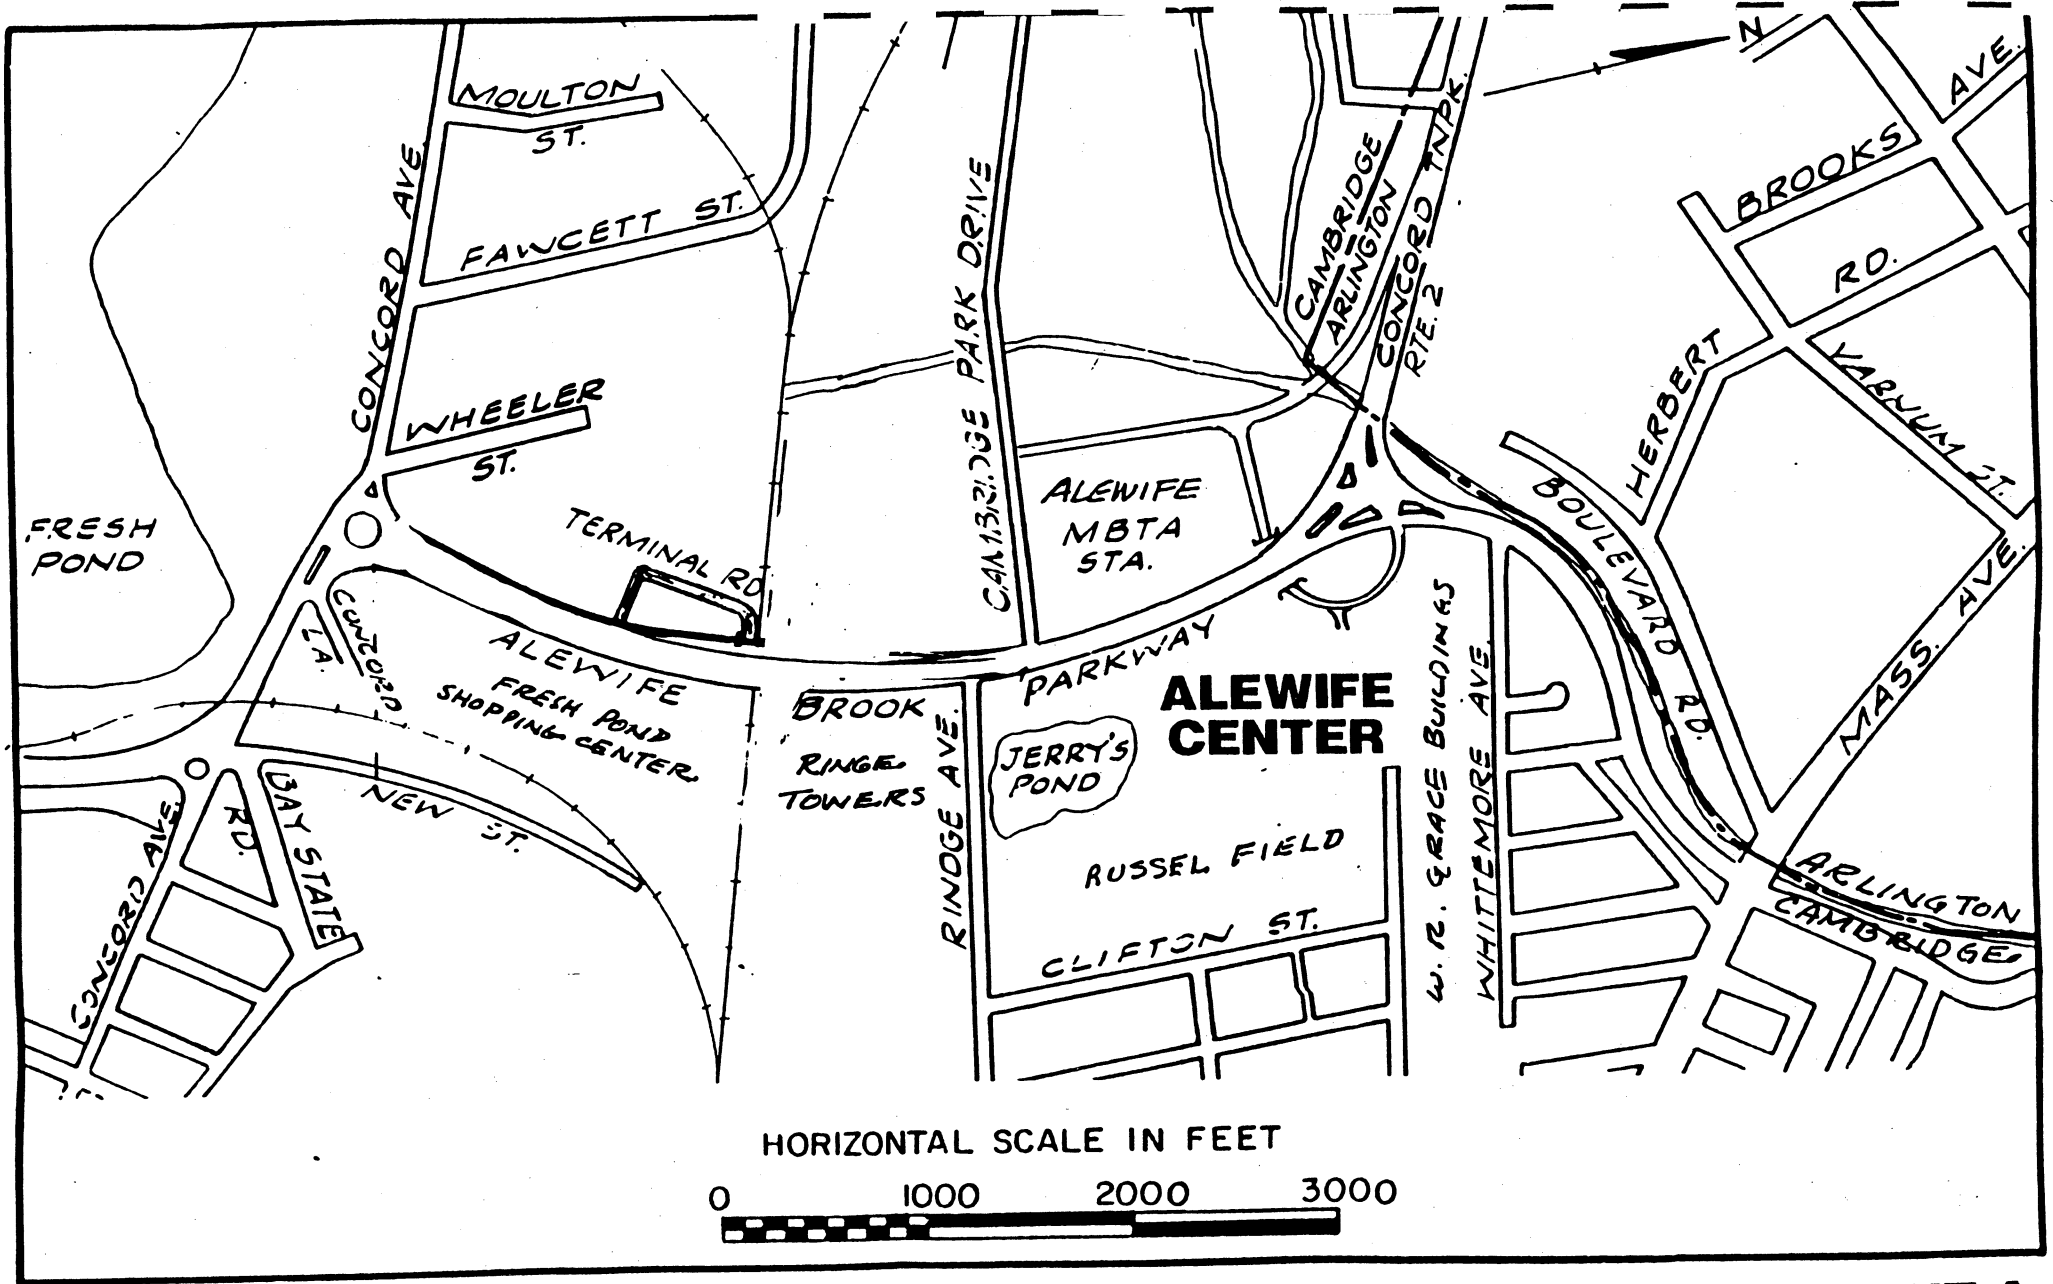 N
MOULTON
ST.
AVE.
CONCORD AVE.
BROOKS
RD.
FAWCETT ST.
CAMBRIDGE PARK DRIVE
CAMBRIDGE
ARLINGTON
CONCORD TNPK.
RTE. 2
HERBERT
VARNUM ST.
WHEELER
ST.
FRESH
POND
TERMINAL RD
ALEWIFE
MBTA
STA.
BOULEVARD RD.
MASS. AVE.
CONCORD
LA.
ALEWIFE
BROOK
PARKWAY
FRESH POND
SHOPPING CENTER
RINGE
TOWERS
RINDGE AVE.
JERRY'S
POND
ALEWIFE
CENTER
W. R. GRACE BUILDINGS
WHITTEMORE AVE.
RUSSEL FIELD
CLIFTON ST.
NEW ST.
BAY STATE
RD.
CONCORD AVE.
ARLINGTON
CAMBRIDGE
HORIZONTAL SCALE IN FEET
0 1000 2000 3000